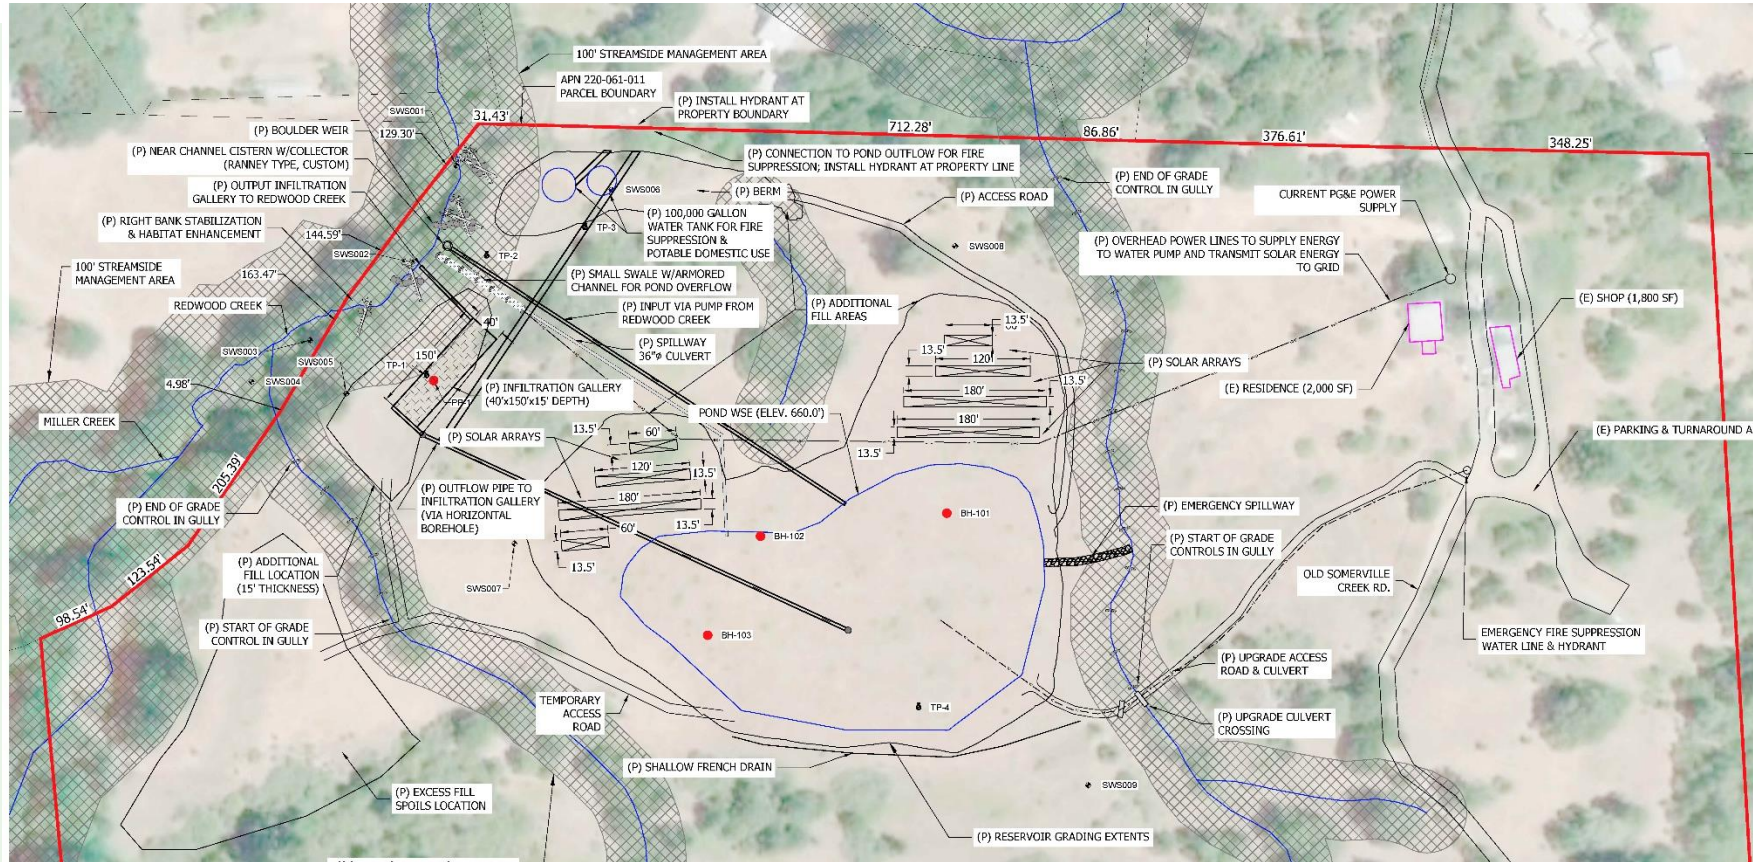 100' STREAMSIDE MANAGEMENT AREA
APN 220-061-011
PARCEL BOUNDARY
(P) INSTALL HYDRANT AT
PROPERTY BOUNDARY
SWS001
31.43'
712.28'
86.86'
376.61'
348.25'
(P) BOULDER WEIR
129.30'
(P) NEAR CHANNEL CISTERN W/COLLECTOR
(RANNEY TYPE, CUSTOM)
(P) CONNECTION TO POND OUTFLOW FOR FIRE
SUPPRESSION; INSTALL HYDRANT AT PROPERTY LINE
(P) END OF GRADE
CONTROL IN GULLY
(P) OUTPUT INFILTRATION
GALLERY TO REDWOOD CREEK
SWS006
(P) BERM
(P) ACCESS ROAD
CURRENT PG&E POWER
SUPPLY
(P) RIGHT BANK STABILIZATION
& HABITAT ENHANCEMENT
144.59'
(P) 100,000 GALLON
WATER TANK FOR FIRE
SUPPRESSION &
POTABLE DOMESTIC USE
TP-3
TP-2
SWS002
SWS008
(P) OVERHEAD POWER LINES TO SUPPLY ENERGY
TO WATER PUMP AND TRANSMIT SOLAR ENERGY
TO GRID
100' STREAMSIDE
MANAGEMENT AREA
163.47'
(P) SMALL SWALE W/ARMORED
CHANNEL FOR POND OVERFLOW
REDWOOD CREEK
(P) INPUT VIA PUMP FROM
REDWOOD CREEK
(P) ADDITIONAL
FILL AREAS
(E) SHOP (1,800 SF)
40'
13.5'
(P) SPILLWAY
36"ø CULVERT
SWS003
SWS005
150'
TP-1
13.5'
120'
(P) SOLAR ARRAYS
SWS004
4.98'
(P) INFILTRATION GALLERY
(40'x150'x15' DEPTH)
180'
13.5'
(E) RESIDENCE (2,000 SF)
MILLER CREEK
POND WSE (ELEV. 660.0')
180'
(P) SOLAR ARRAYS
13.5'
60'
13.5'
(E) PARKING & TURNAROUND A
120'
13.5'
205.39'
(P) END OF GRADE
CONTROL IN GULLY
(P) OUTFLOW PIPE TO
INFILTRATION GALLERY
(VIA HORIZONTAL
BOREHOLE)
180'
60'
13.5'
13.5'
BH-101
BH-102
(P) EMERGENCY SPILLWAY
(P) START OF GRADE
CONTROLS IN GULLY
123.54'
(P) ADDITIONAL
FILL LOCATION
(15' THICKNESS)
SWS007
OLD SOMERVILLE
CREEK RD.
98.54'
(P) START OF GRADE
CONTROL IN GULLY
BH-103
EMERGENCY FIRE SUPPRESSION
WATER LINE & HYDRANT
(P) UPGRADE ACCESS
ROAD & CULVERT
TEMPORARY
ACCESS
ROAD
TP-4
(P) UPGRADE CULVERT
CROSSING
(P) SHALLOW FRENCH DRAIN
(P) EXCESS FILL
SPOILS LOCATION
SWS009
(P) RESERVOIR GRADING EXTENTS